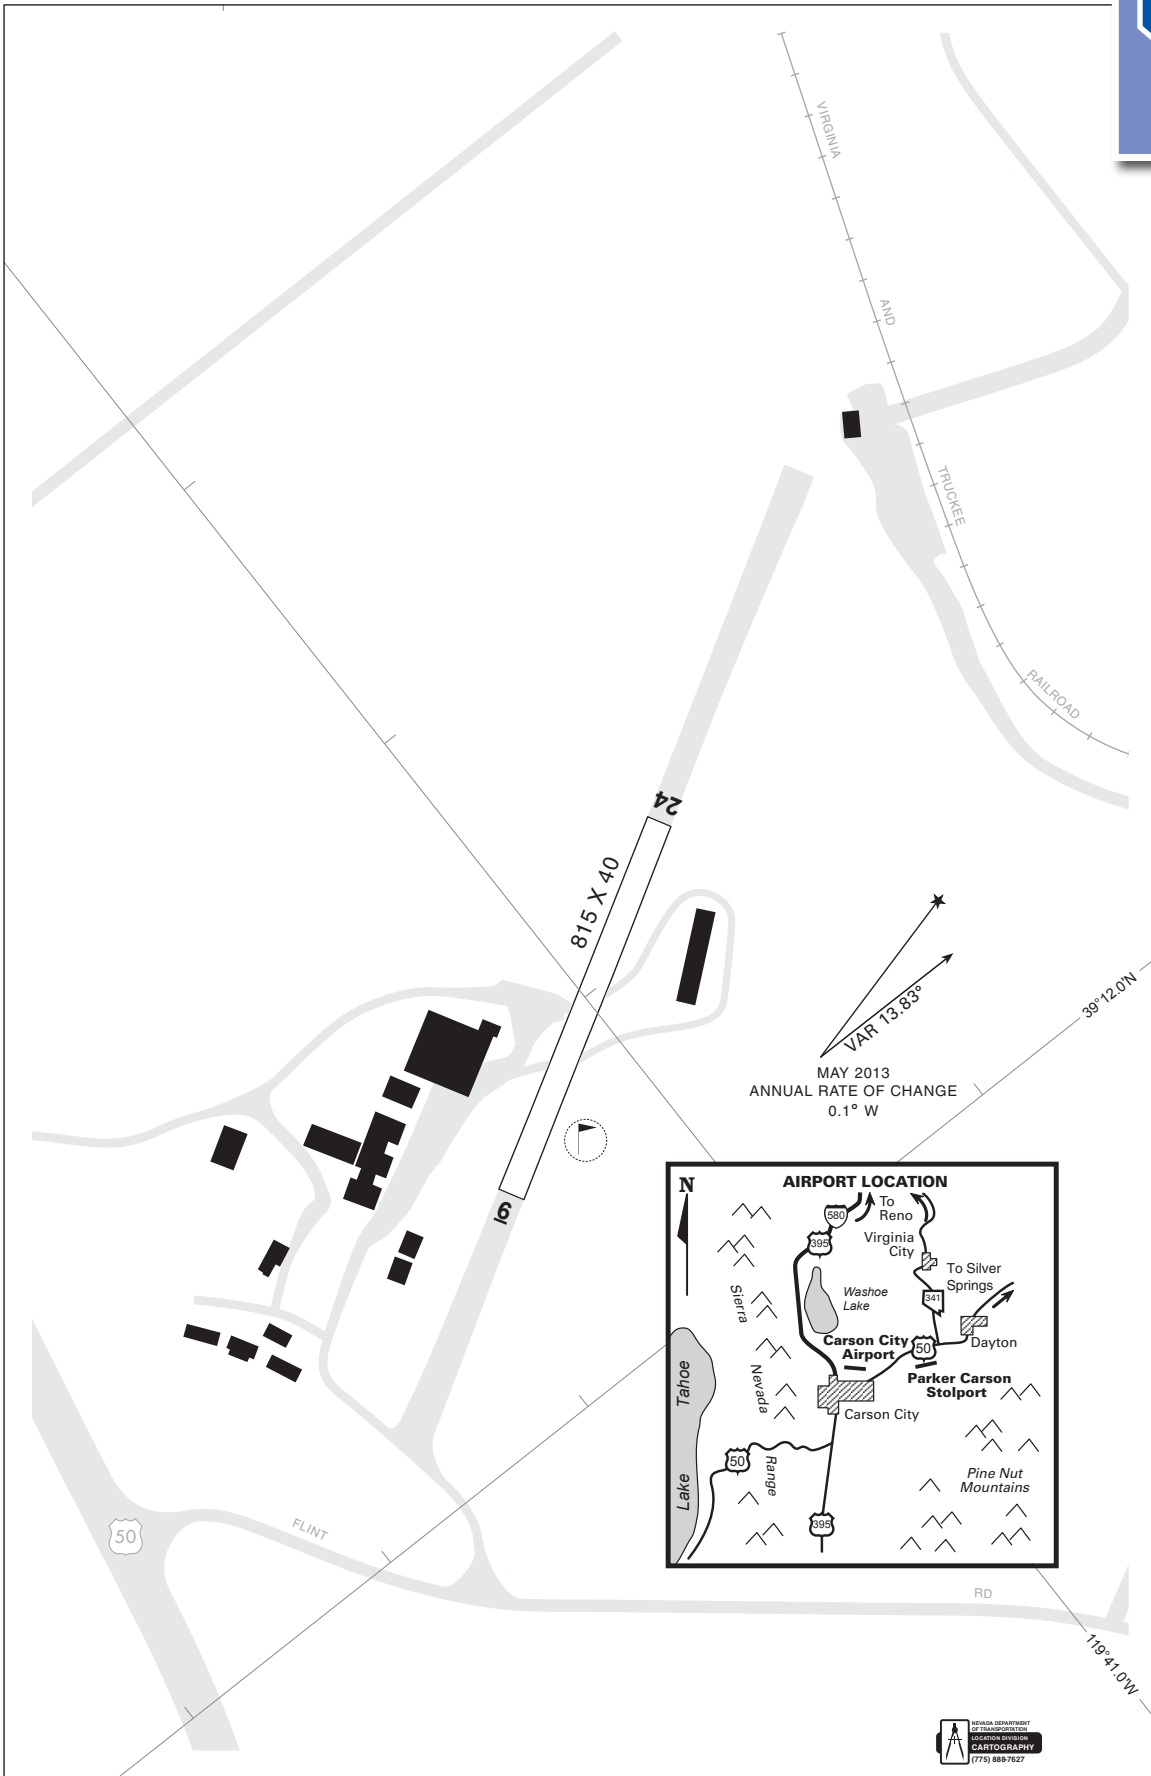 VIRGINIA
AND
TRUCKEE
RAILROAD
24
815 X 40
6
VAR 13.83°
MAY 2013
ANNUAL RATE OF CHANGE
0.1° W
39°12.0'N
AIRPORT LOCATION
N
To
Reno
580
395
Virginia
City
To Silver
Springs
341
Sierra
Washoe
Lake
Carson City
Airport
50
Dayton
Parker Carson
Stolport
Lake Tahoe
Nevada
Carson City
50
Range
Pine Nut
Mountains
395
50
FLINT
RD
119°41.0'W
NEVADA DEPARTMENT
OF TRANSPORTATION
LOCATION DIVISION
CARTOGRAPHY
(775) 888-7627